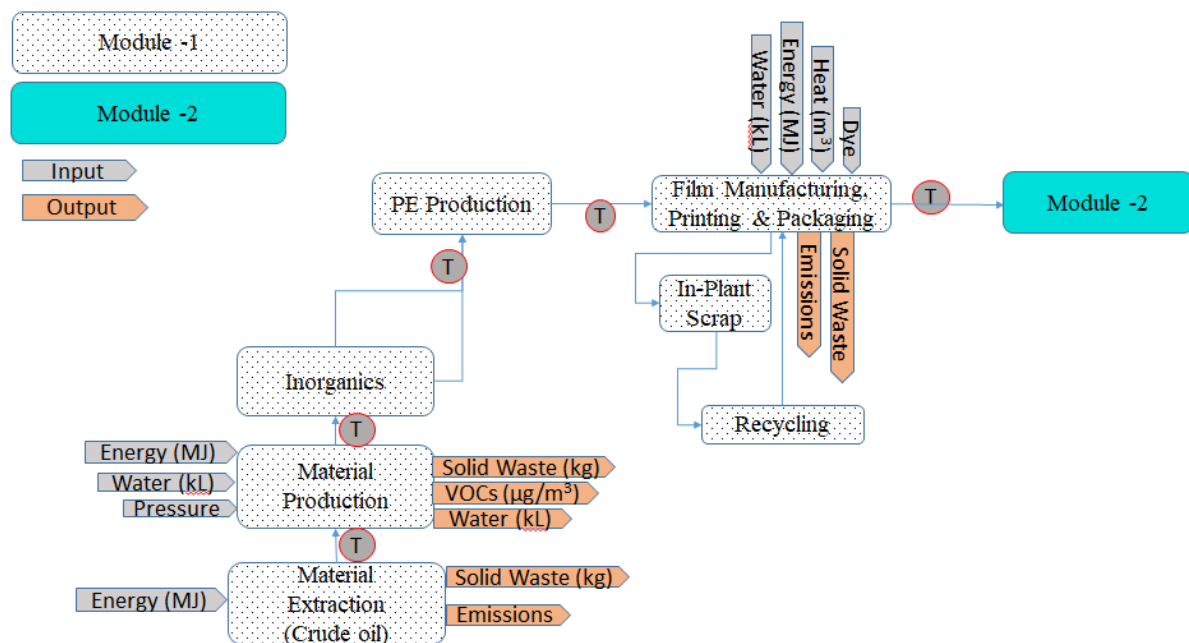 Module -1
Module -2
Input
Output
Water (kL)
Energy (MJ)
Heat (m³)
Dye
PE Production
T
Film Manufacturing,
Printing & Packaging
T
Module -2
T
Emissions
Solid Waste
In-Plant
Scrap
Recycling
Inorganics
T
Energy (MJ)
Water (kL)
Pressure
Material
Production
Solid Waste (kg)
VOCs (µg/m³)
Water (kL)
T
Energy (MJ)
Material
Extraction
(Crude oil)
Solid Waste (kg)
Emissions